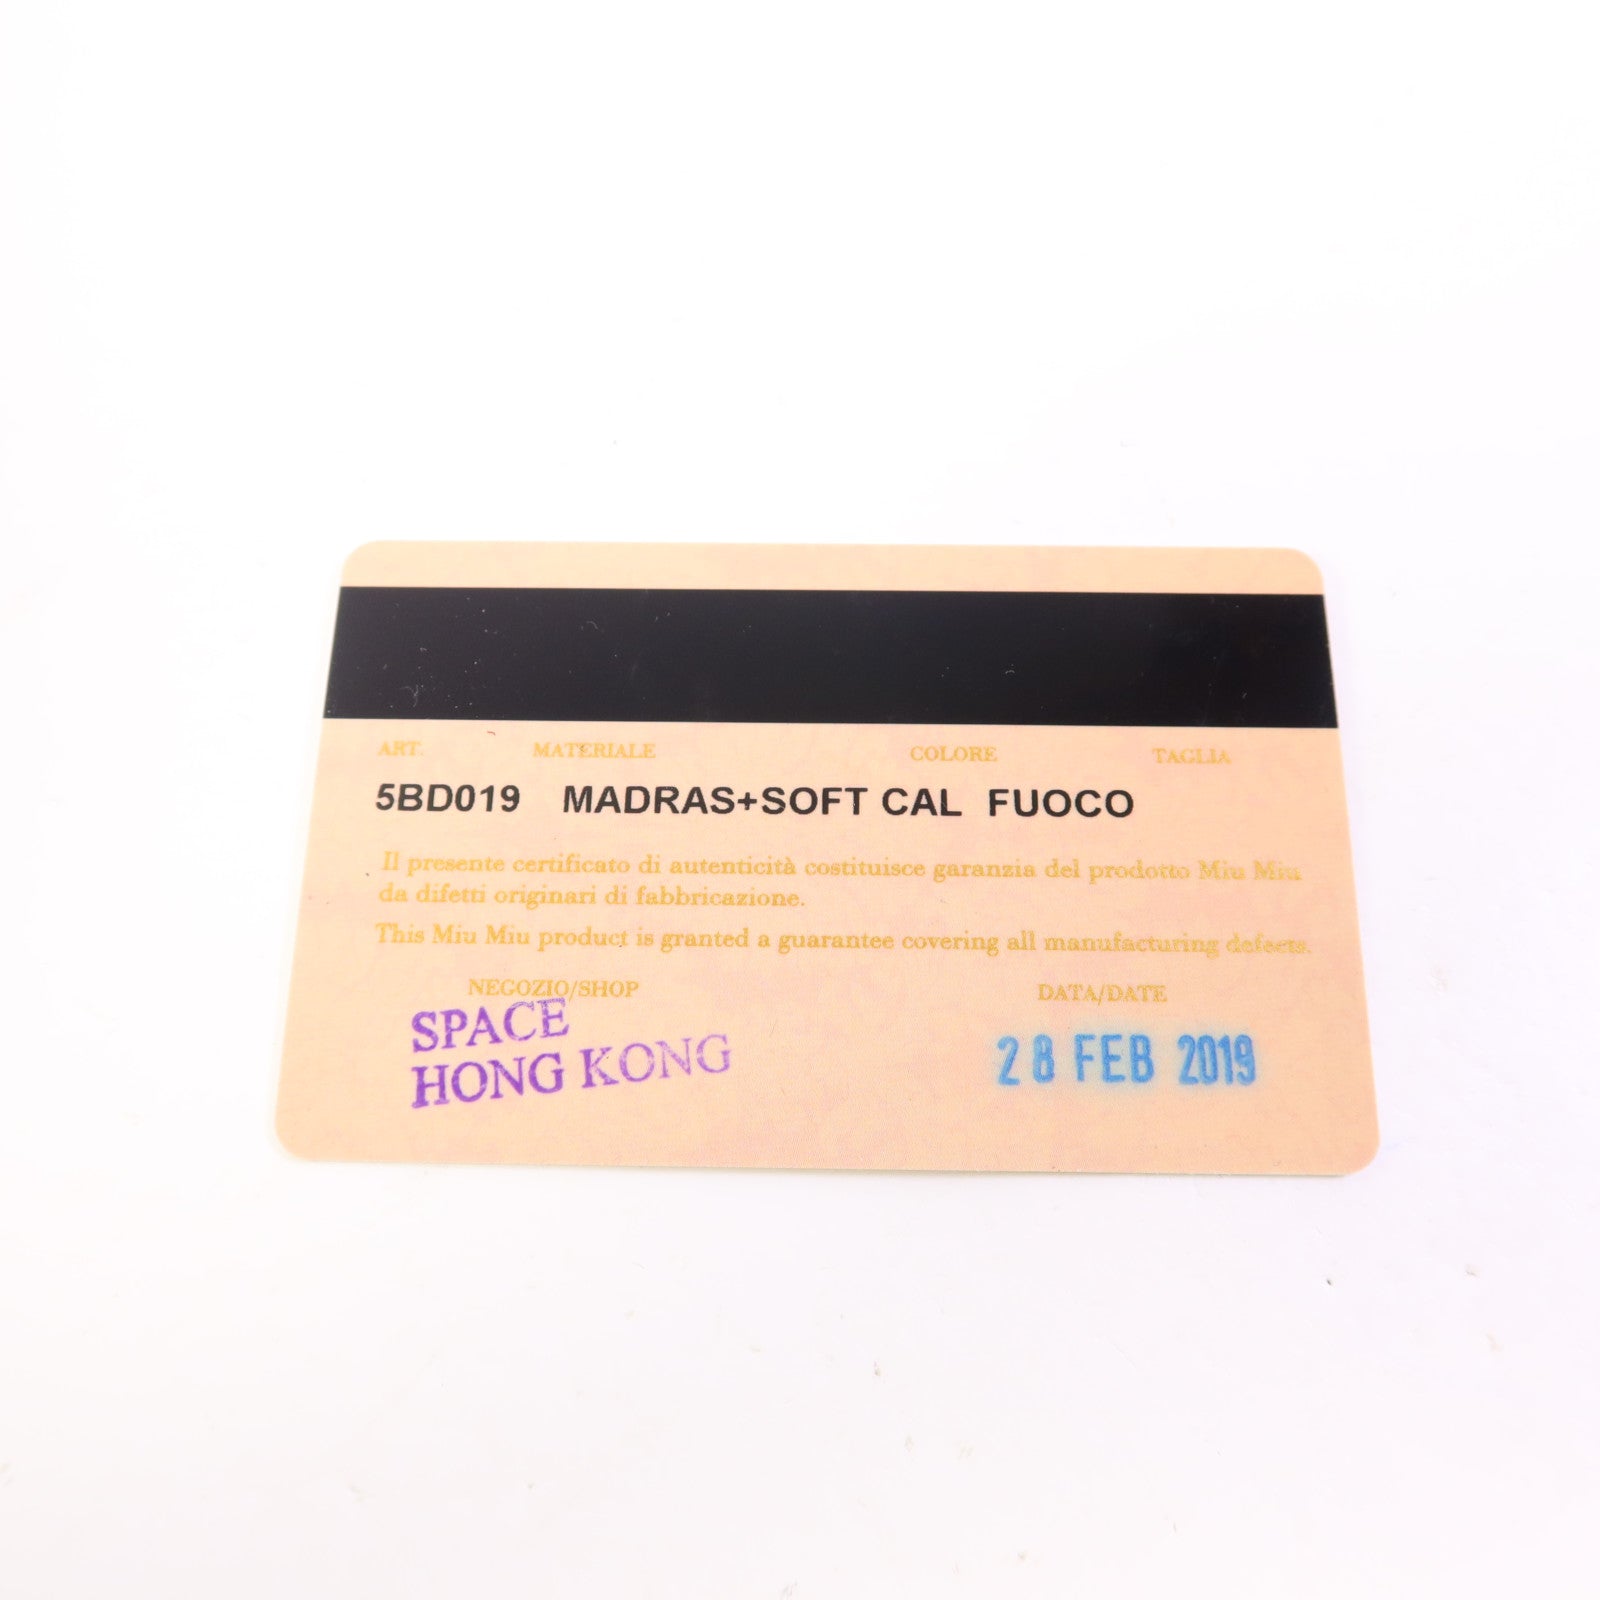 ART. MATERIALE COLORE TAGLIA
5BD019 MADRAS+SOFT CAL FUOCO
Il presente certificato di autenticità costituisce garanzia del prodotto Miu Miu
da difetti originari di fabbricazione.
This Miu Miu product is granted a guarantee covering all manufacturing defects.
NEGOZIO/SHOP DATA/DATE
SPACE
HONG KONG
28 FEB 2019